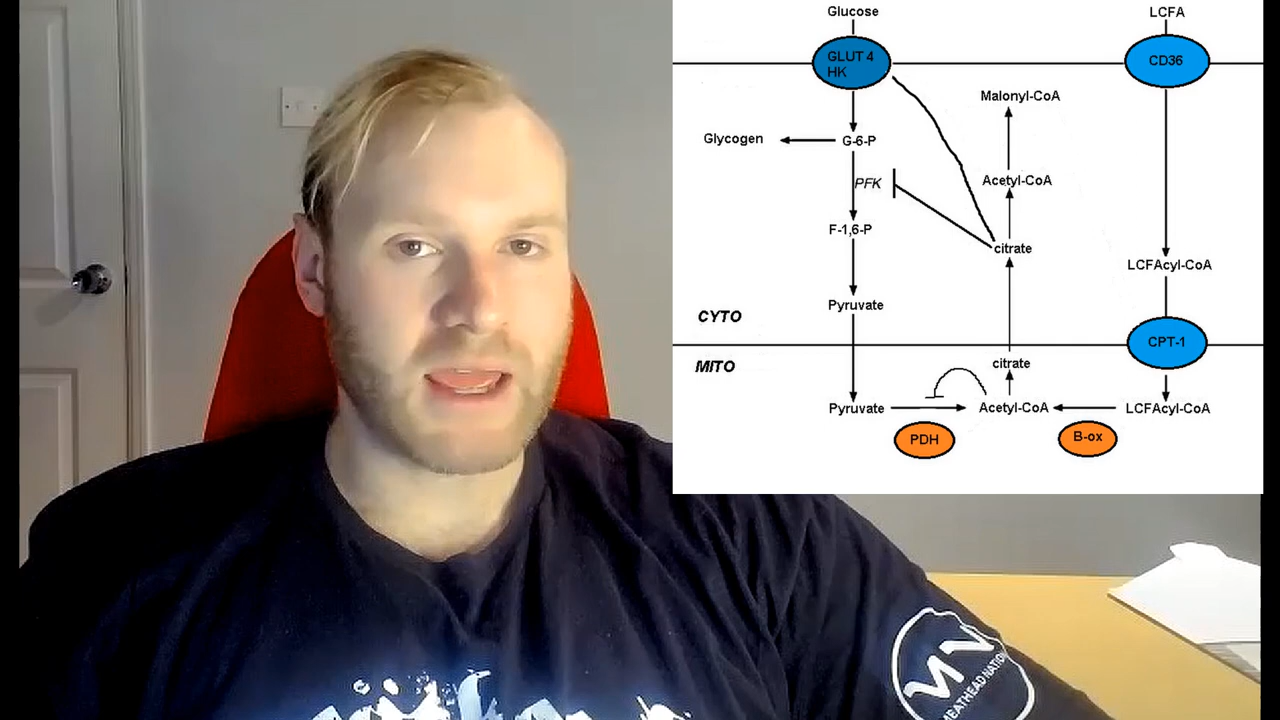 Glucose
LCFA
GLUT 4
HK
CD36
Malonyl-CoA
Glycogen
G-6-P
PFK
Acetyl-CoA
F-1,6-P
citrate
LCFAcyl-CoA
Pyruvate
CYTO
CPT-1
MITO
citrate
Pyruvate
Acetyl-CoA
LCFAcyl-CoA
PDH
B-ox
MN
MEATHEAD NATION